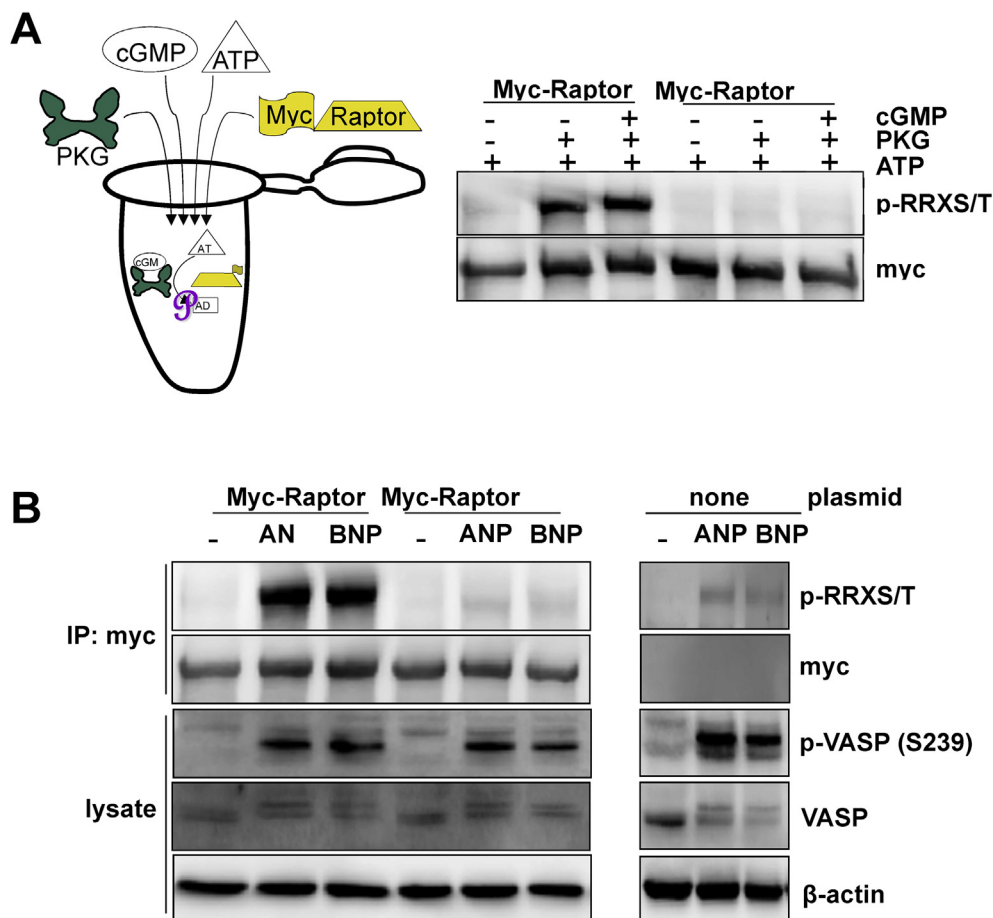 A
cGMP
ATP
PKG
Myc
Raptor
cGM
AT
P
AD
Myc-Raptor Myc-Raptor
- - + - - + cGMP
- + + - + + PKG
+ + + + + + ATP
p-RRXS/T
myc
B
Myc-Raptor Myc-Raptor none plasmid
- AN BNP - ANP BNP - ANP BNP
IP: myc
p-RRXS/T
myc
lysate
p-VASP (S239)
VASP
β-actin